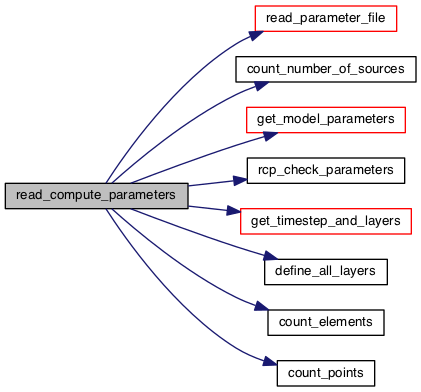 read_parameter_file
count_number_of_sources
get_model_parameters
rcp_check_parameters
read_compute_parameters
get_timestep_and_layers
define_all_layers
count_elements
count_points